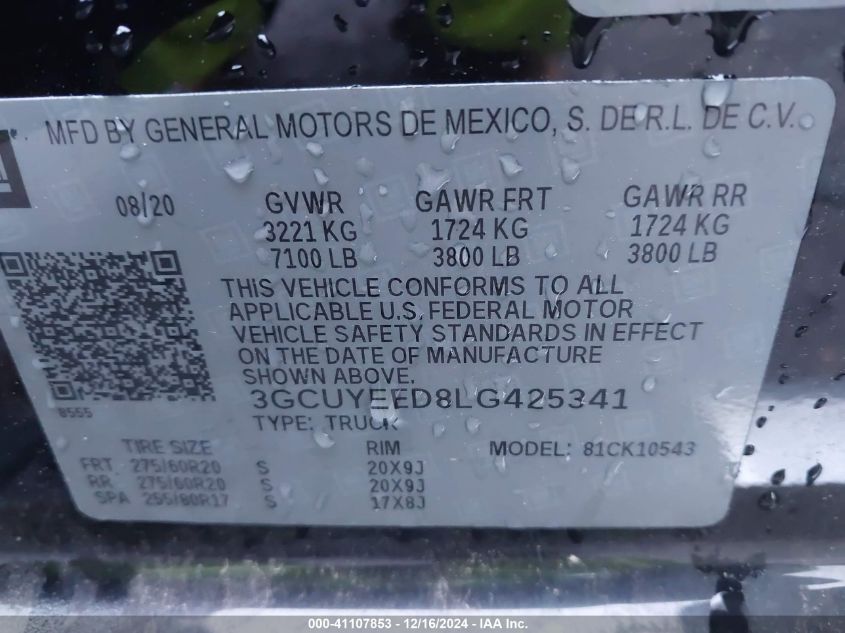 MFD BY GENERAL MOTORS DE MEXICO, S. DE R.L. DE C.V.
08/20 GVWR GAWR FRT GAWR RR
3221 KG 1724 KG 1724 KG
7100 LB 3800 LB 3800 LB
THIS VEHICLE CONFORMS TO ALL
APPLICABLE U.S. FEDERAL MOTOR
VEHICLE SAFETY STANDARDS IN EFFECT
ON THE DATE OF MANUFACTURE
SHOWN ABOVE.
3GCUYEED8LG425341
8555
TYPE: TRUCK
TIRE SIZE RIM MODEL: 81CK10543
FRT 275/60R20 S 20X9J
RR 275/60R20 S 20X9J
SPA 255/80R17 S 17X8J
000-41107853 - 12/16/2024 - IAA Inc.